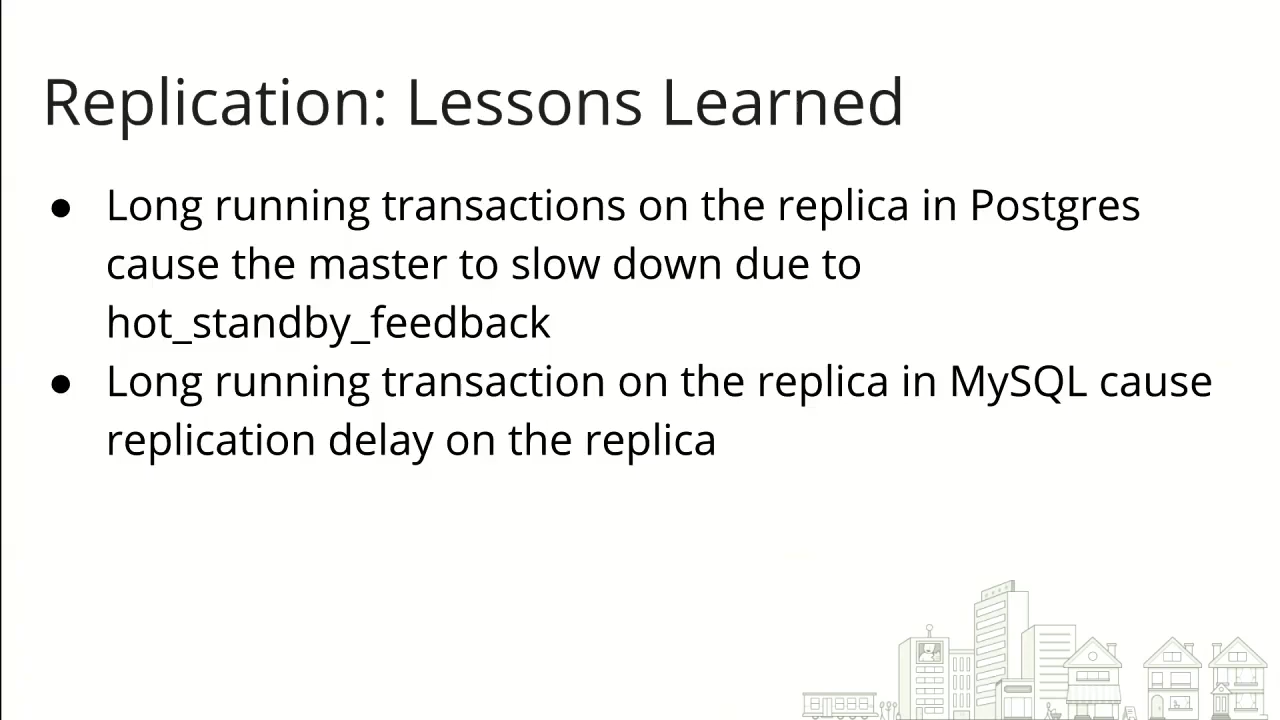 Replication: Lessons Learned
● Long running transactions on the replica in Postgres
cause the master to slow down due to
hot_standby_feedback
● Long running transaction on the replica in MySQL cause
replication delay on the replica